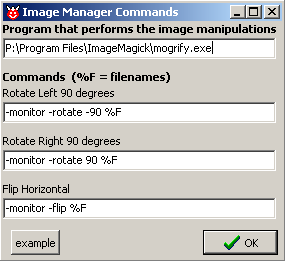 Image Manager Commands
Program that performs the image manipulations
P:\Program Files\ImageMagick\mogrify.exe
Commands (%F = filenames)
Rotate Left 90 degrees
-monitor -rotate -90 %F
Rotate Right 90 degrees
-monitor -rotate 90 %F
Flip Horizontal
-monitor -flip %F
example
OK